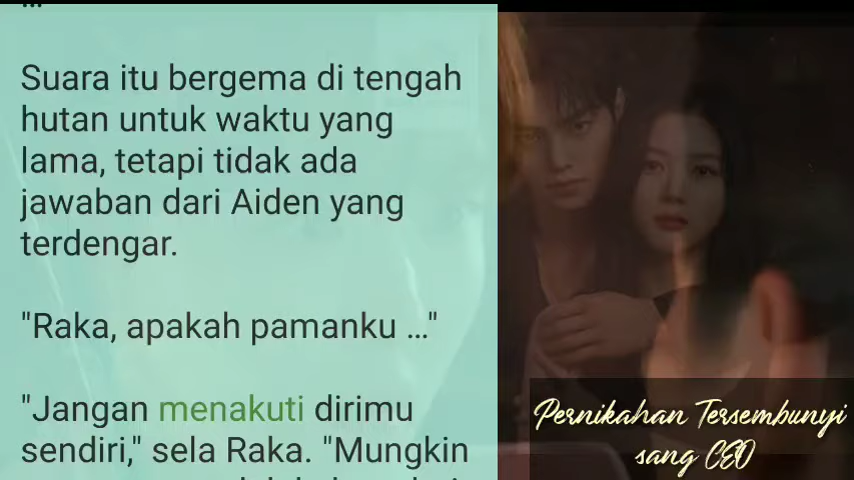 ...
Suara itu bergema di tengah
hutan untuk waktu yang
lama, tetapi tidak ada
jawaban dari Aiden yang
terdengar.
"Raka, apakah pamanku ..."
"Jangan menakuti dirimu
sendiri," sela Raka. "Mungkin
Pernikahan Tersembunyi
sang CEO